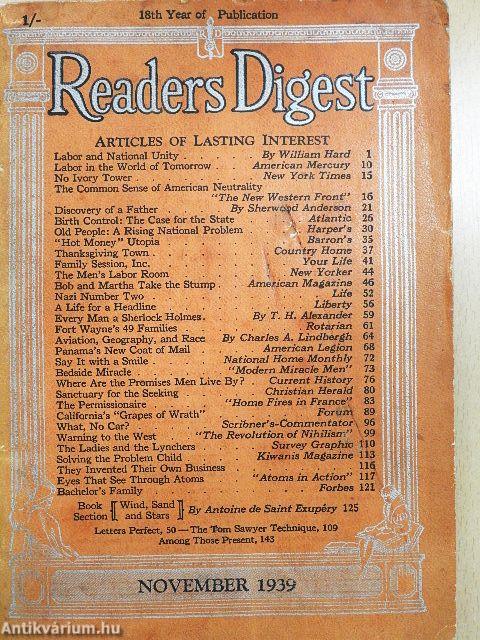 1/-
18th Year of Publication
Readers Digest
ARTICLES OF LASTING INTEREST
Labor and National Unity . . . By William Hard 1
Labor in the World of Tomorrow . American Mercury 10
No Ivory Tower . . . New York Times 15
The Common Sense of American Neutrality
"The New Western Front" 16
Discovery of a Father . By Sherwood Anderson 21
Birth Control: The Case for the State . Atlantic 26
Old People: A Rising National Problem . Harper's 30
"Hot Money" Utopia . . . Barron's 35
Thanksgiving Town . . . Country Home 37
Family Session, Inc. . . . Your Life 41
The Men's Labor Room . . . New Yorker 44
Bob and Martha Take the Stump . American Magazine 46
Nazi Number Two . . . Life 52
A Life for a Headline . . . Liberty 56
Every Man a Sherlock Holmes . By T. H. Alexander 59
Fort Wayne's 49 Families . . . Rotarian 61
Aviation, Geography, and Race By Charles A. Lindbergh 64
Panama's New Coat of Mail . American Legion 68
Say It with a Smile . . National Home Monthly 72
Bedside Miracle . . "Modern Miracle Men" 73
Where Are the Promises Men Live By? Current History 76
Sanctuary for the Seeking . Christian Herald 80
The Permissionaire . "Home Fires in France" 83
California's "Grapes of Wrath" . Forum 89
What, No Car? . . Scribner's-Commentator 96
Warning to the West "The Revolution of Nihilism" 99
The Ladies and the Lynchers . Survey Graphic 110
Solving the Problem Child . Kiwanis Magazine 113
They Invented Their Own Business . . . 116
Eyes That See Through Atoms . "Atoms in Action" 117
Bachelor's Family . . . Forbes 121
Book Section [ Wind, Sand and Stars ] By Antoine de Saint Exupéry 125
Letters Perfect, 50 — The Tom Sawyer Technique, 109
Among Those Present, 143
NOVEMBER 1939
Antikvárium.hu